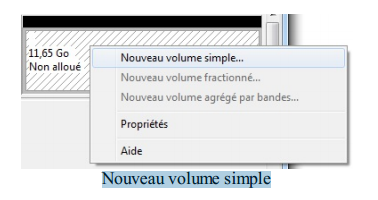 11,65 Go
Non alloué
Nouveau volume simple...
Nouveau volume fractionné...
Nouveau volume agrégé par bandes...
Propriétés
Aide
Nouveau volume simple